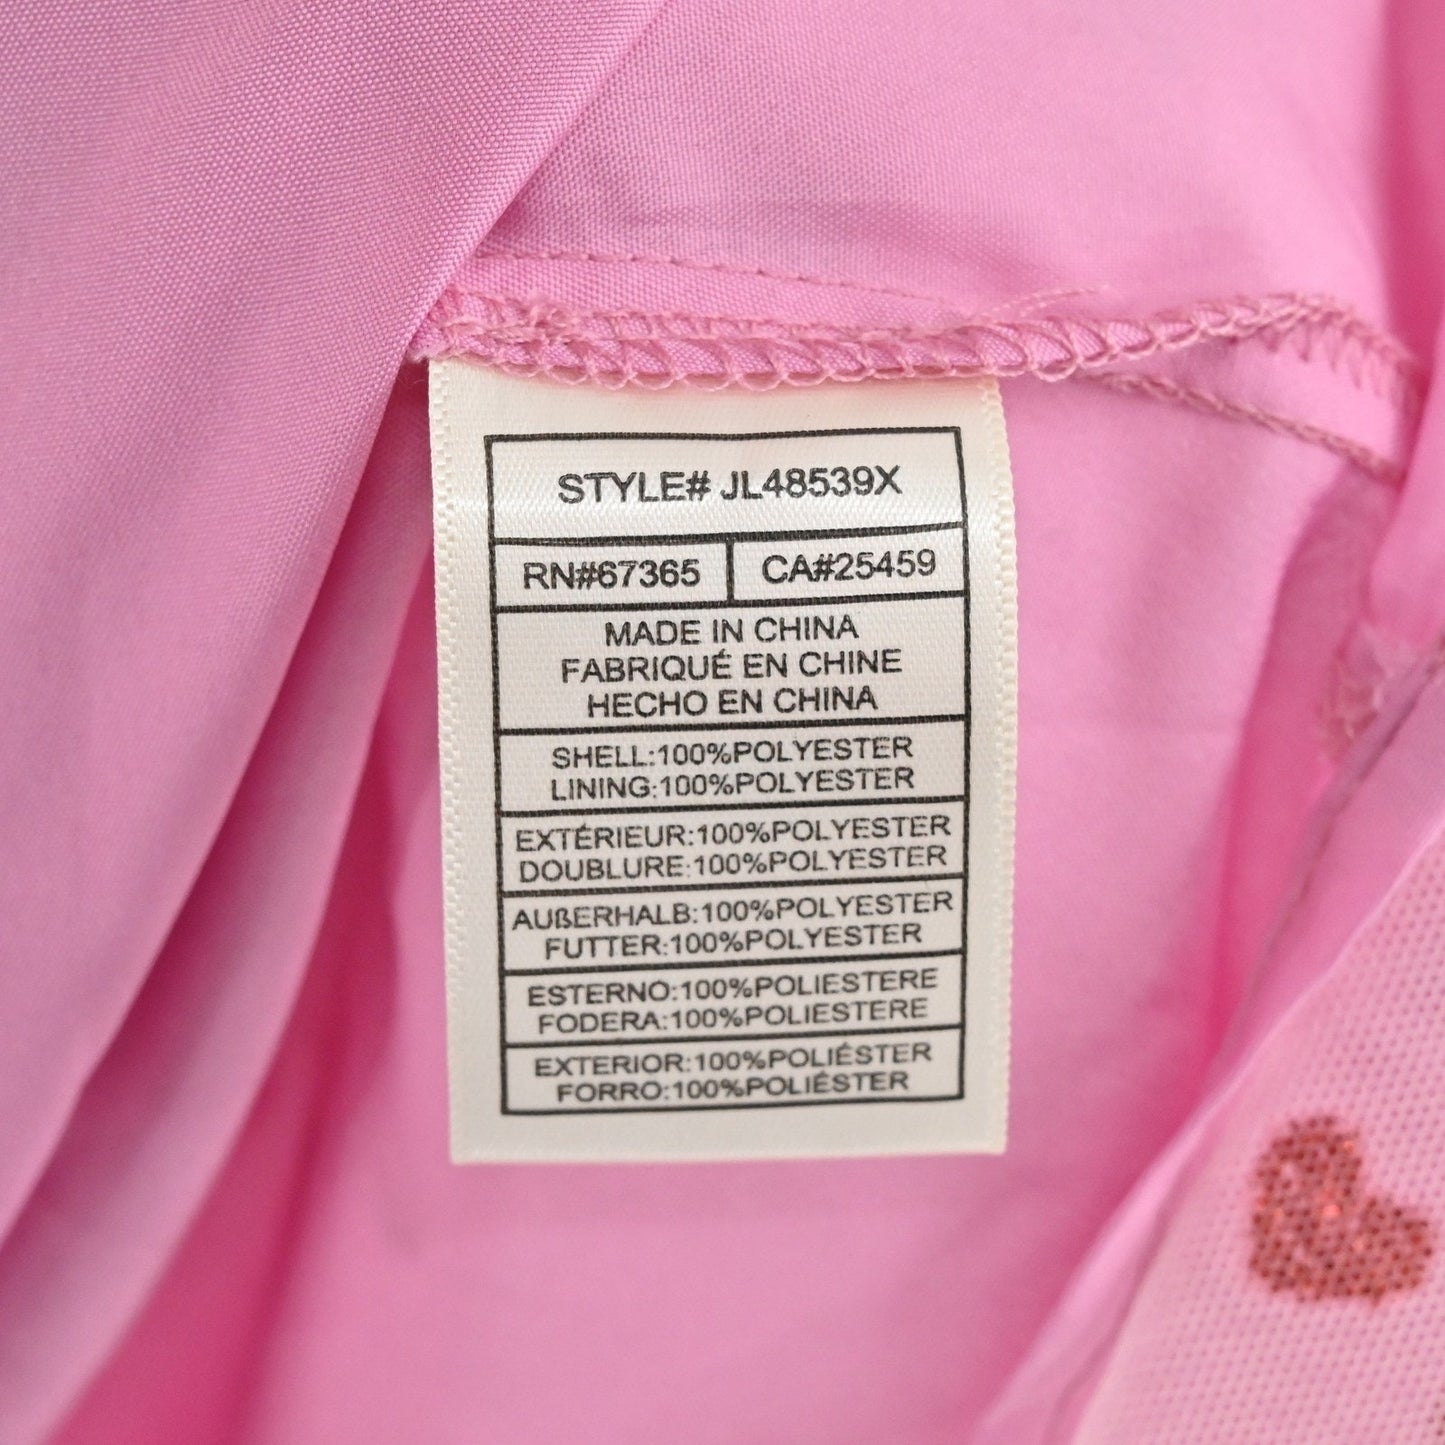 STYLE# JL48539X
RN#67365 CA#25459
MADE IN CHINA
FABRIQUÉ EN CHINE
HECHO EN CHINA
SHELL:100%POLYESTER
LINING:100%POLYESTER
EXTÉRIEUR:100%POLYESTER
DOUBLURE:100%POLYESTER
AUßERHALB:100%POLYESTER
FUTTER:100%POLYESTER
ESTERNO:100%POLIESTERE
FODERA:100%POLIESTERE
EXTERIOR:100%POLIÉSTER
FORRO:100%POLIÉSTER